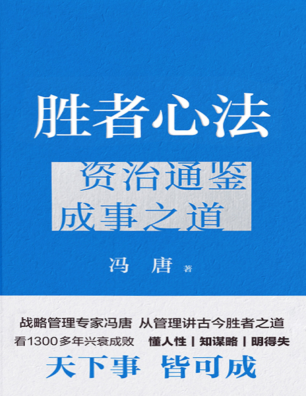 胜者心法
资治通鉴
成事之道
冯 唐 著
战略管理专家冯唐 从管理讲古今胜者之道
看1300多年兴衰成败 懂人性|知谋略|明得失
天下事 皆可成